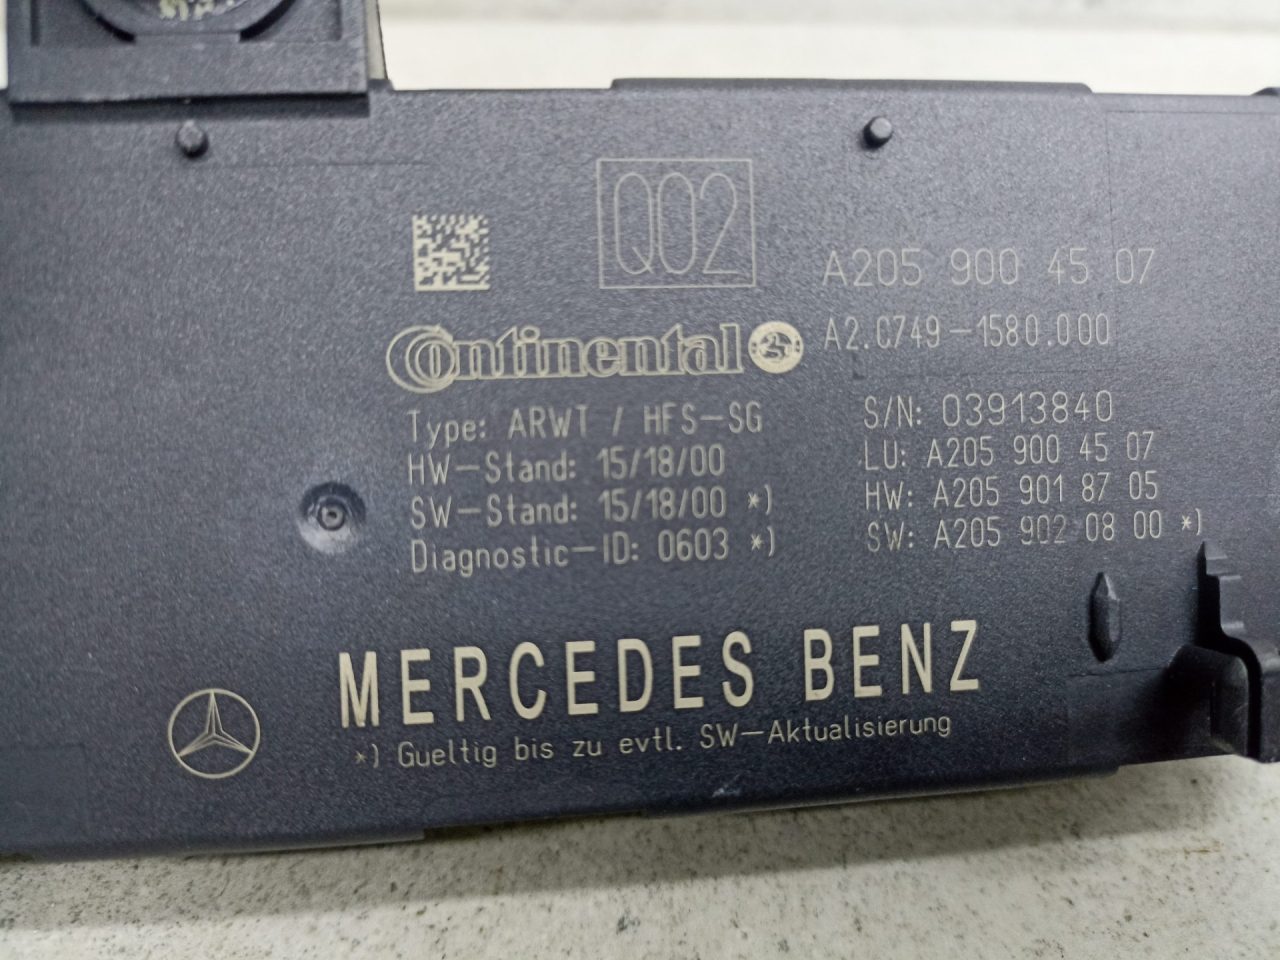 Q02
A205 900 45 07
Continental
A2.C749-1580.000
Type: ARWT / HFS-SG
HW-Stand: 15/18/00
SW-Stand: 15/18/00 *)
Diagnostic-ID: 0603 *)
S/N: 03913840
LU: A205 900 45 07
HW: A205 901 87 05
SW: A205 902 08 00 *)
MERCEDES BENZ
*) Gueltig bis zu evtl. SW-Aktualisierung